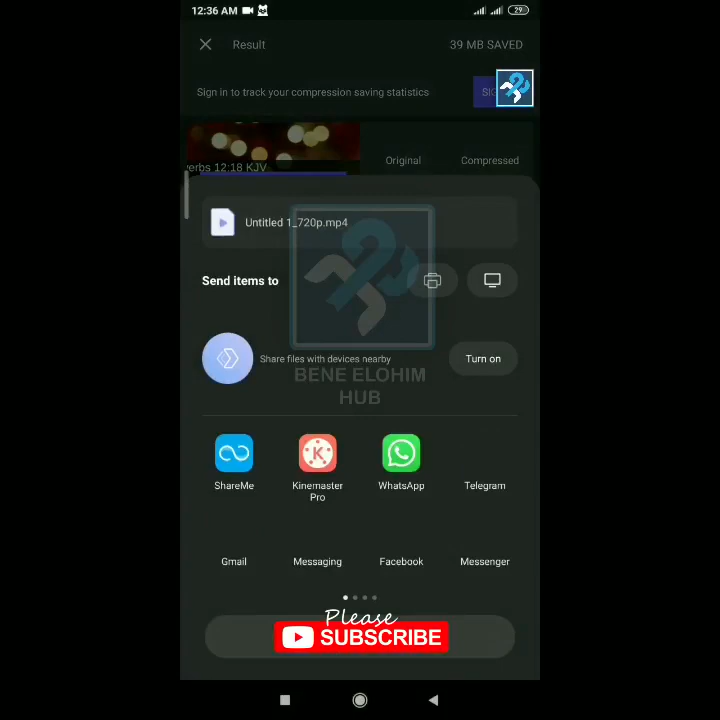 12:36 AM
29
Result
39 MB SAVED
Sign in to track your compression saving statistics
SIG
Original
Compressed
erbs 12:18 KJV
Untitled 1_720p.mp4
Send items to
Share files with devices nearby
Turn on
BENE ELOHIM
HUB
ShareMe
Kinemaster
Pro
WhatsApp
Telegram
Gmail
Messaging
Facebook
Messenger
Please
SUBSCRIBE